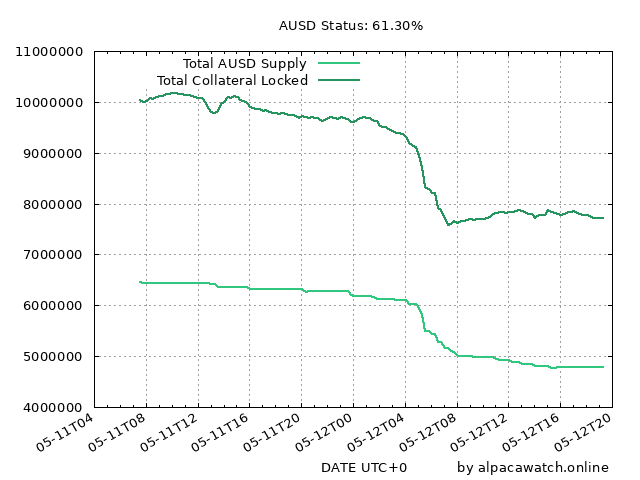 AUSD Status: 61.30%
Total AUSD Supply
Total Collateral Locked
11000000
10000000
9000000
8000000
7000000
6000000
5000000
4000000
05-11T04
05-11T08
05-11T12
05-11T16
05-11T20
05-12T00
05-12T04
05-12T08
05-12T12
05-12T16
05-12T20
DATE UTC+0
by alpacawatch.online